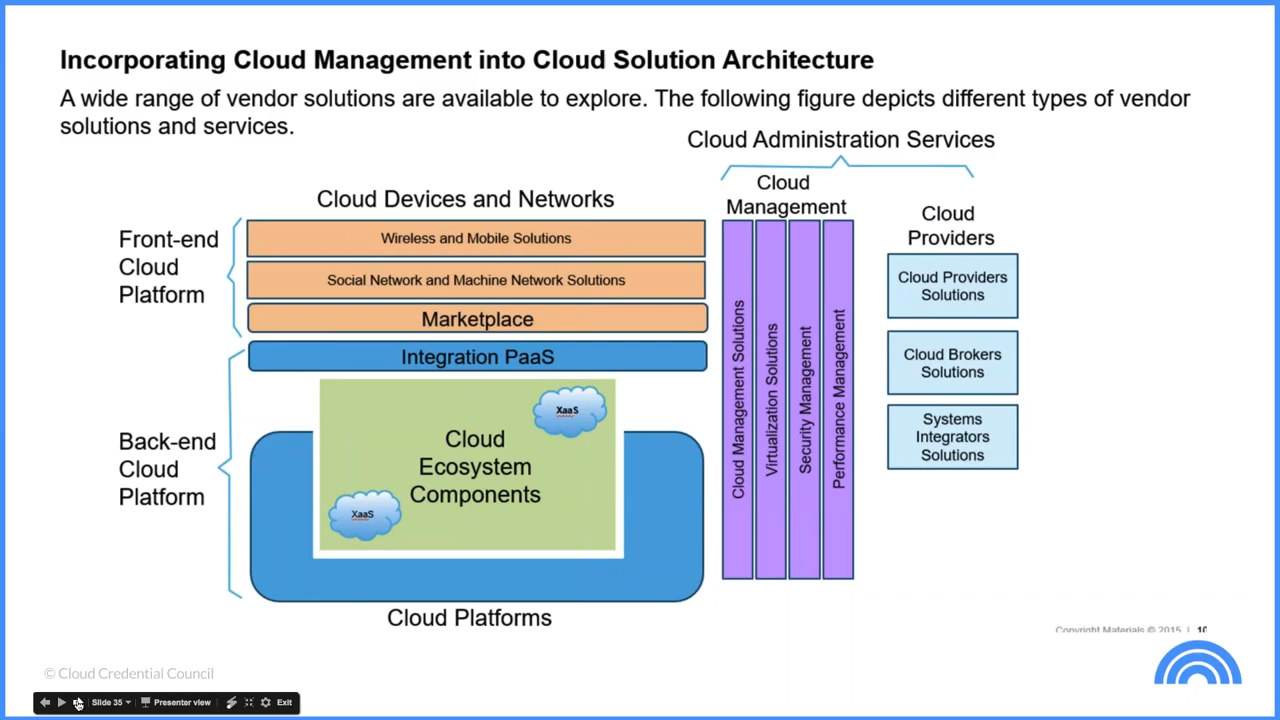 Incorporating Cloud Management into Cloud Solution Architecture
A wide range of vendor solutions are available to explore. The following figure depicts different types of vendor
solutions and services.
Cloud Administration Services
Cloud Devices and Networks
Front-end
Cloud
Platform
Wireless and Mobile Solutions
Social Network and Machine Network Solutions
Marketplace
Back-end
Cloud
Platform
Integration PaaS
XaaS
Cloud
Ecosystem
Components
XaaS
Cloud Platforms
Cloud
Management
Cloud Management Solutions
Virtualization Solutions
Security Management
Performance Management
Cloud
Providers
Cloud Providers
Solutions
Cloud Brokers
Solutions
Systems
Integrators
Solutions
Copyright Materials © 2015 | 10
© Cloud Credential Council
Slide 35
Presenter view
Exit